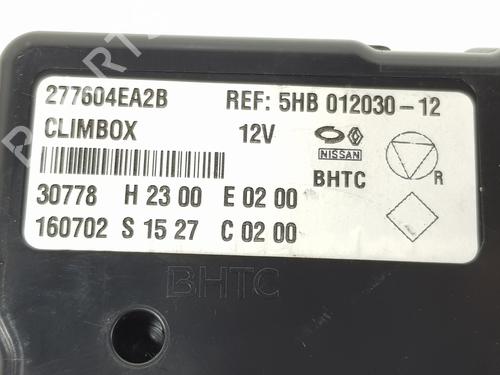 277604EA2B REF: 5HB 012030-12
CLIMBOX 12V
NISSAN
BHTC R
30778 H 23 00 E 02 00
160702 S 15 27 C 02 00
BHTC